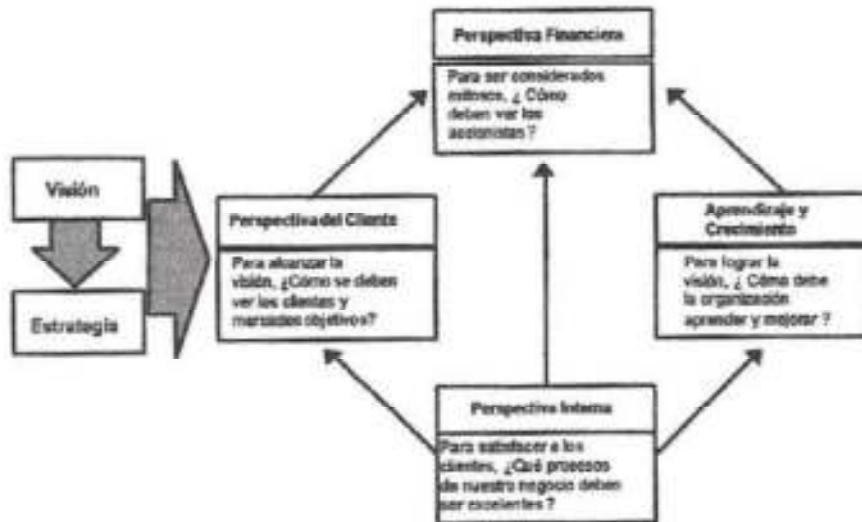 Perspectiva Financiera
Para ser considerados
exitosos, ¿ Cómo
deben ver los
accionistas ?
Visión
Estrategia
Perspectiva del Cliente
Para alcanzar la
visión, ¿Cómo se deben
ver los clientes y
mercados objetivos?
Aprendizaje y
Crecimiento
Para lograr la
visión, ¿ Cómo debe
la organización
aprender y mejorar ?
Perspectiva Interna
Para satisfacer a los
clientes, ¿Qué procesos
de nuestro negocio deben
ser excelentes ?